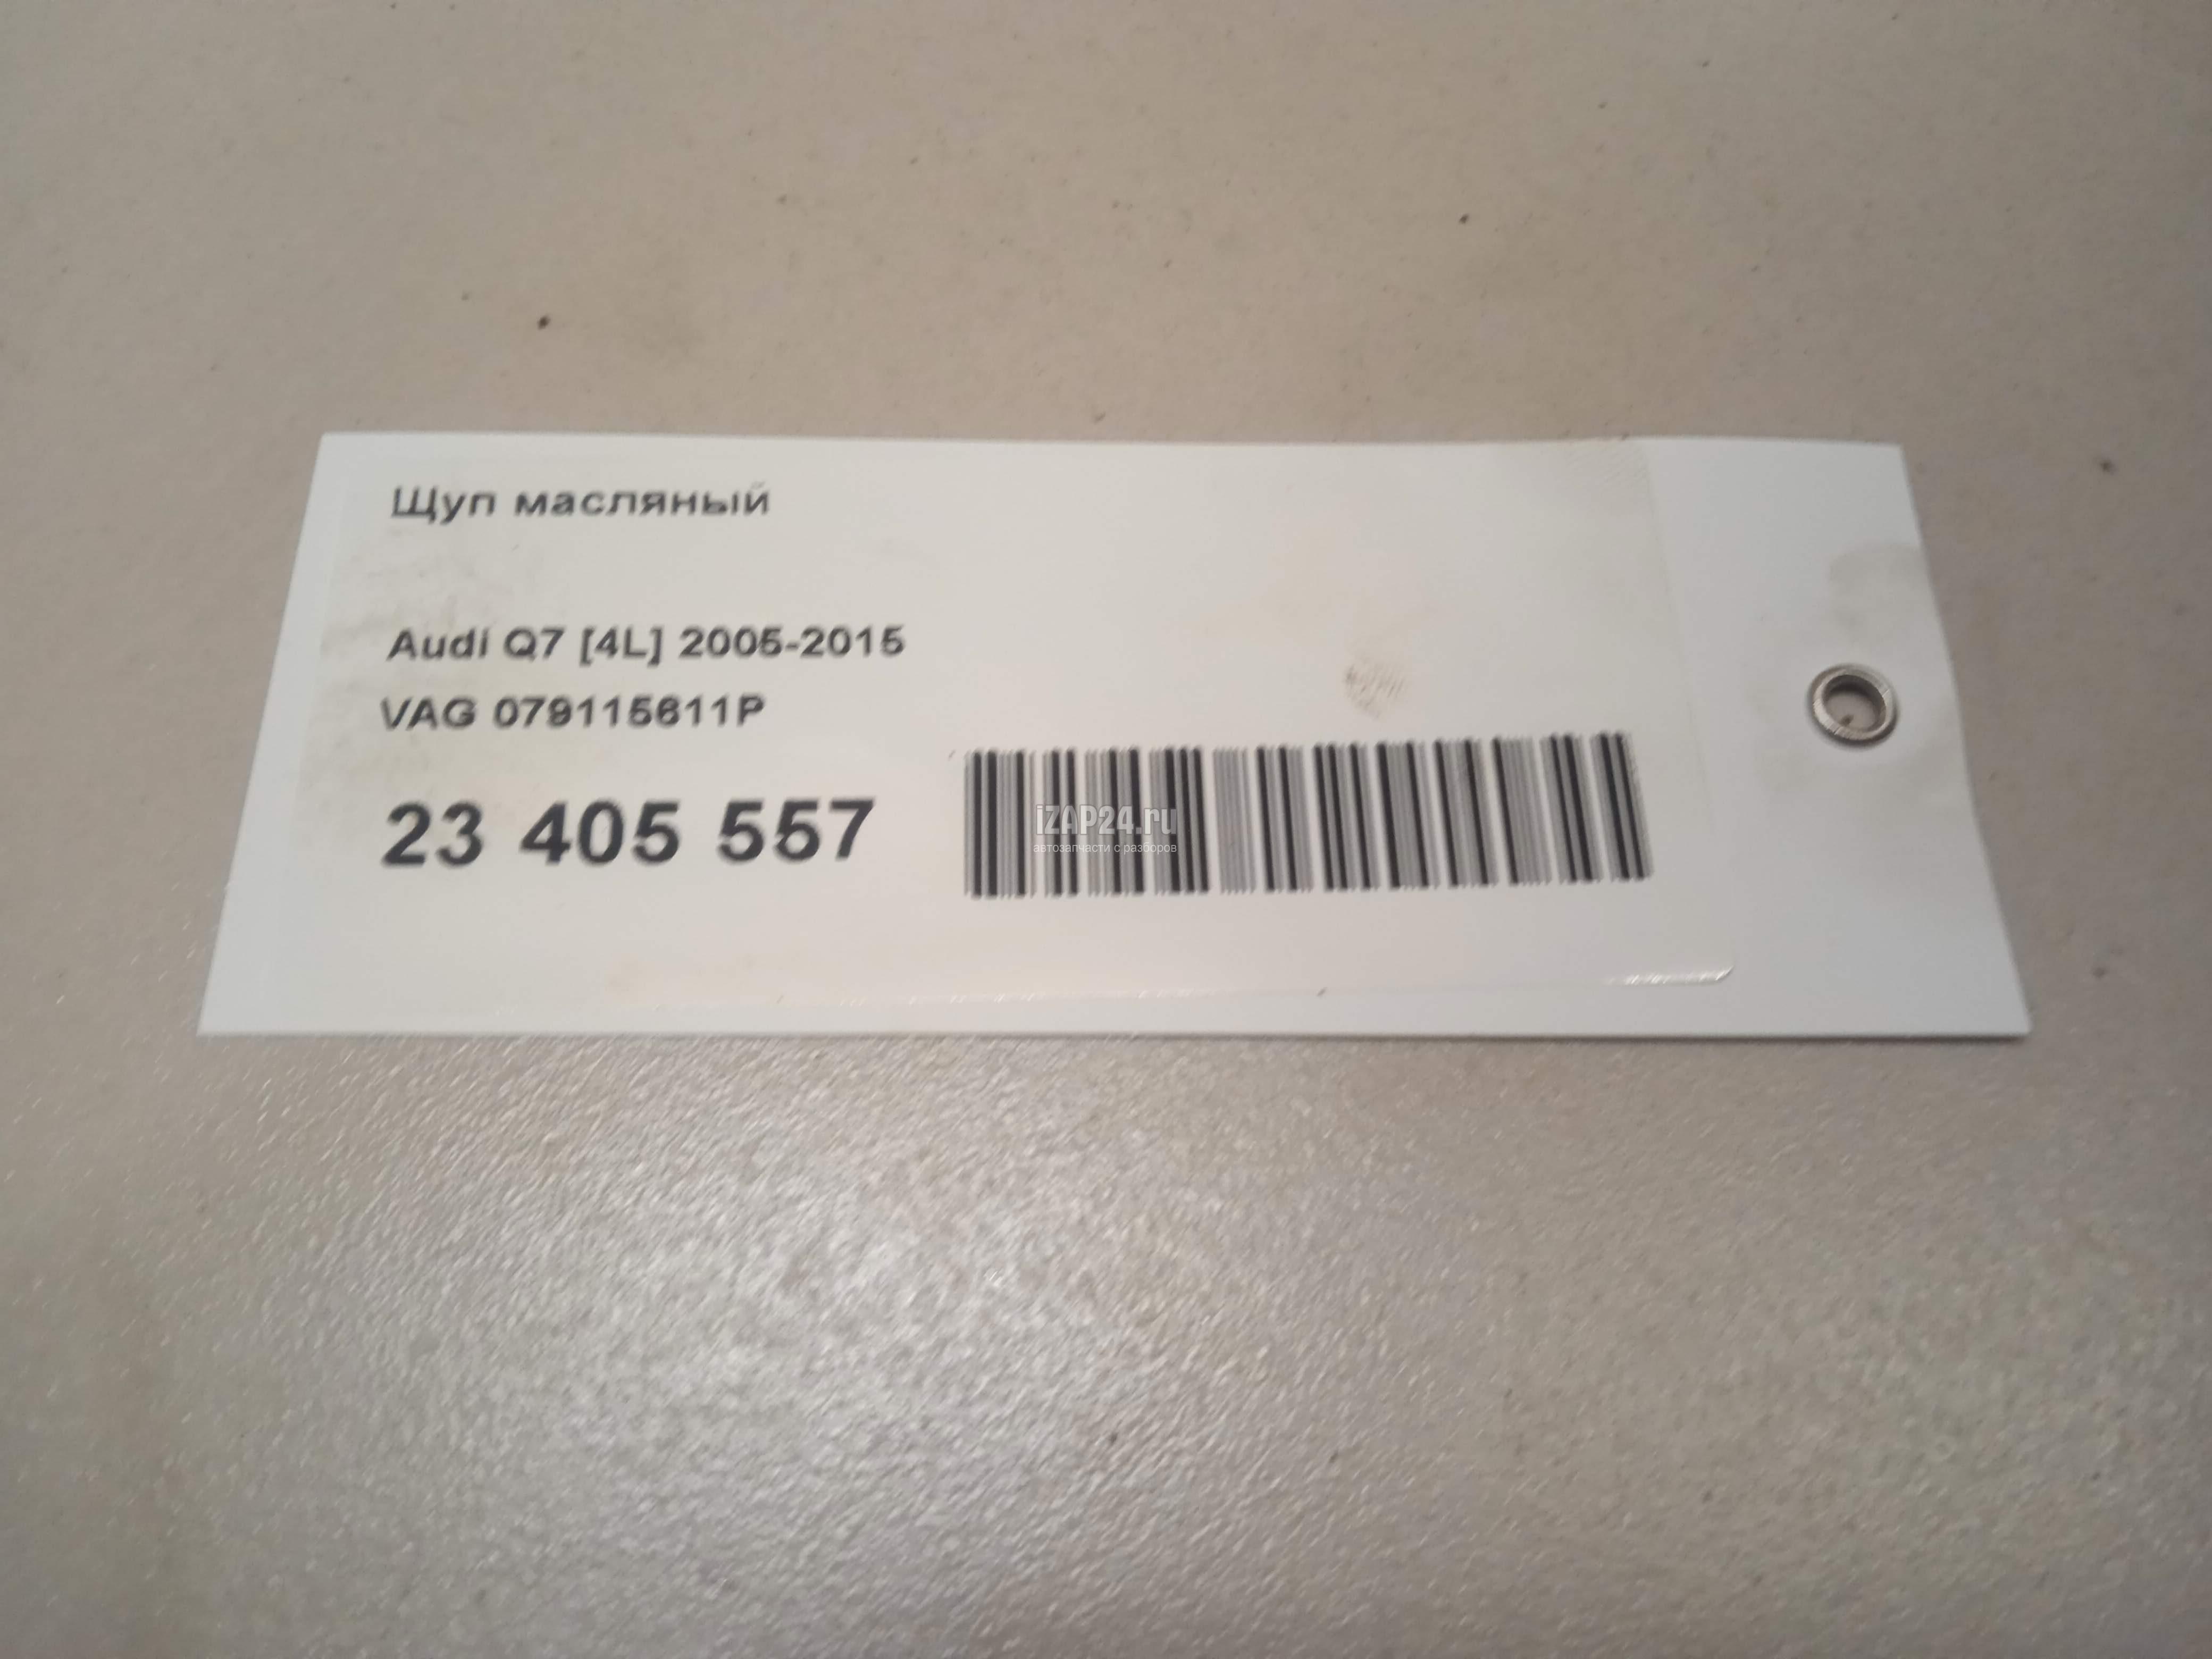 Щуп масляный
Audi Q7 [4L] 2005-2015
VAG 079115611P
23 405 557
iZAP24.ru
автозапчасти с разборов